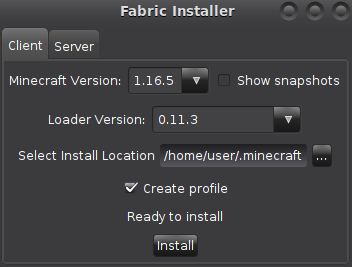 Fabric Installer
Client Server
Minecraft Version: 1.16.5 Show snapshots
Loader Version: 0.11.3
Select Install Location /home/user/.minecraft ...
Create profile
Ready to install
Install